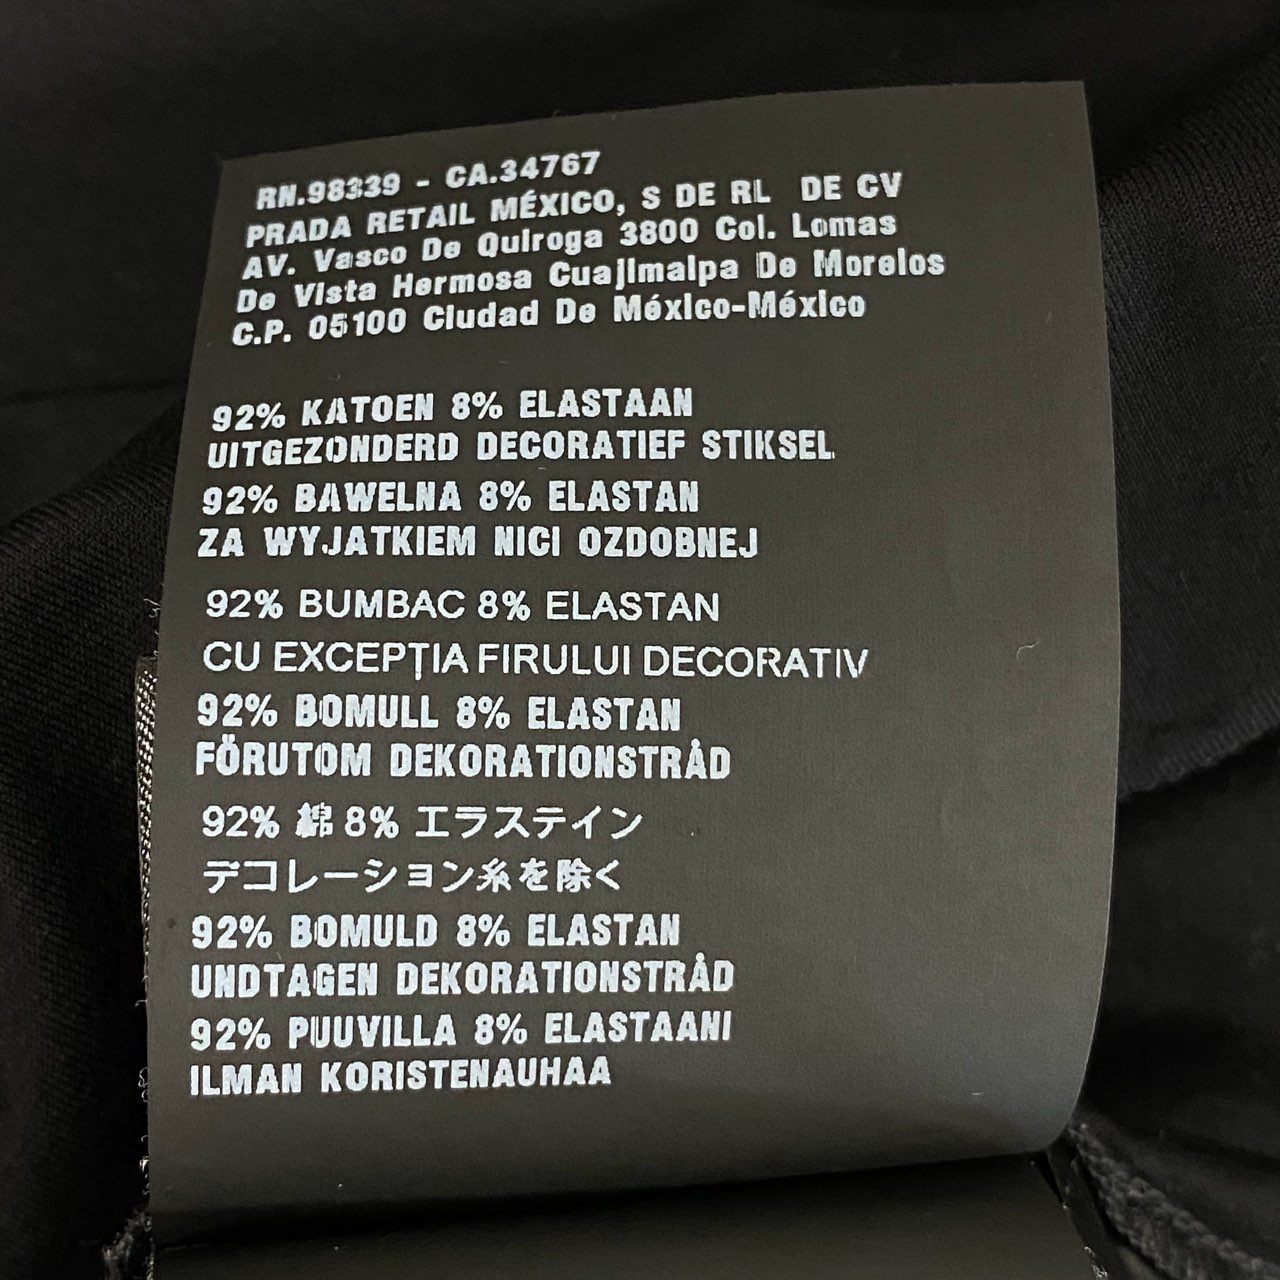 RN.98339 - CA.34767
PRADA RETAIL MÉXICO, S DE RL DE CV
AV. Vasco De Quiroga 3800 Col. Lomas
De Vista Hermosa Cuajimalpa De Morelos
C.P. 05100 Ciudad De México-México
92% KATOEN 8% ELASTAAN
UITGEZONDERD DECORATIEF STIKSEL
92% BAWELNA 8% ELASTAN
ZA WYJATKIEM NICI OZDOBNEJ
92% BUMBAC 8% ELASTAN
CU EXCEPȚIA FIRULUI DECORATIV
92% BOMULL 8% ELASTAN
FÖRUTOM DEKORATIONSTRÅD
92% 綿 8% エラステイン
デコレーション糸を除く
92% BOMULD 8% ELASTAN
UNDTAGEN DEKORATIONSTRÅD
92% PUUVILLA 8% ELASTAANI
ILMAN KORISTENAUHAA